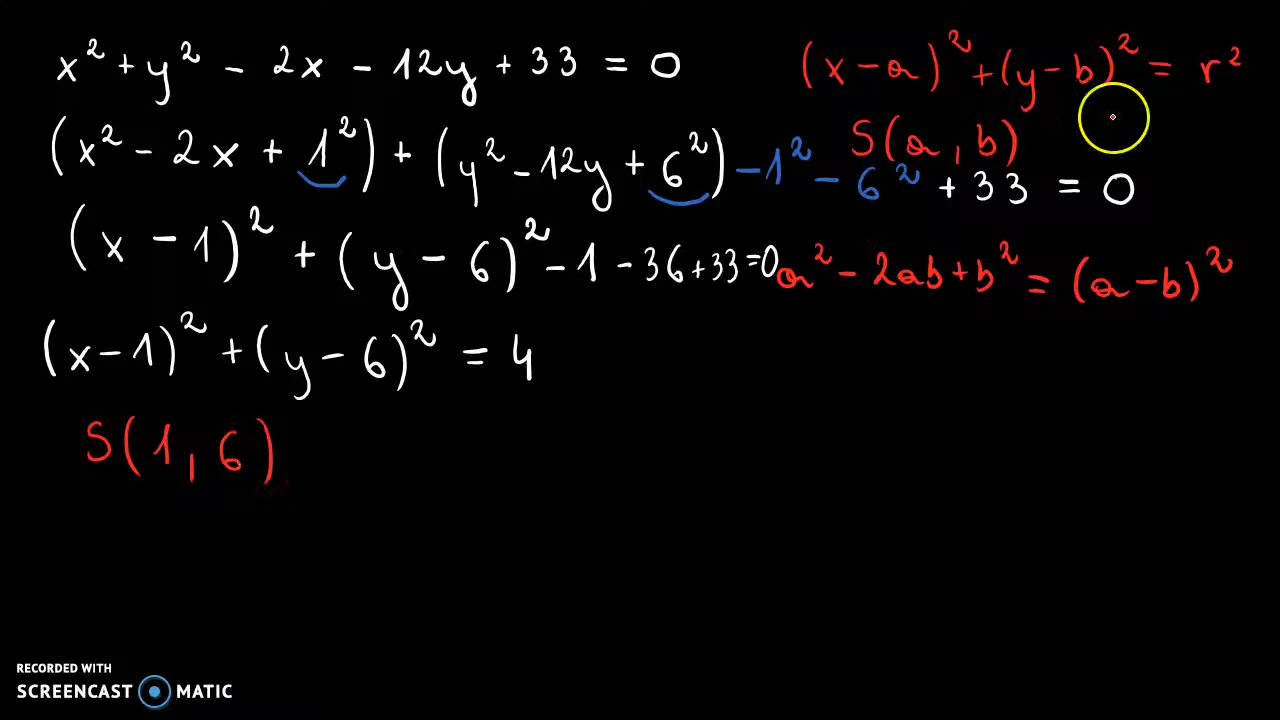 x² + y² - 2x - 12y + 33 = 0
(x - a)² + (y - b)² = r²
S(a, b)
(x² - 2x + 1²) + (y² - 12y + 6²) - 1² - 6² + 33 = 0
(x - 1)² + (y - 6)² - 1 - 36 + 33 = 0
a² - 2ab + b² = (a - b)²
(x - 1)² + (y - 6)² = 4
S(1, 6)
RECORDED WITH
SCREENCAST MATIC